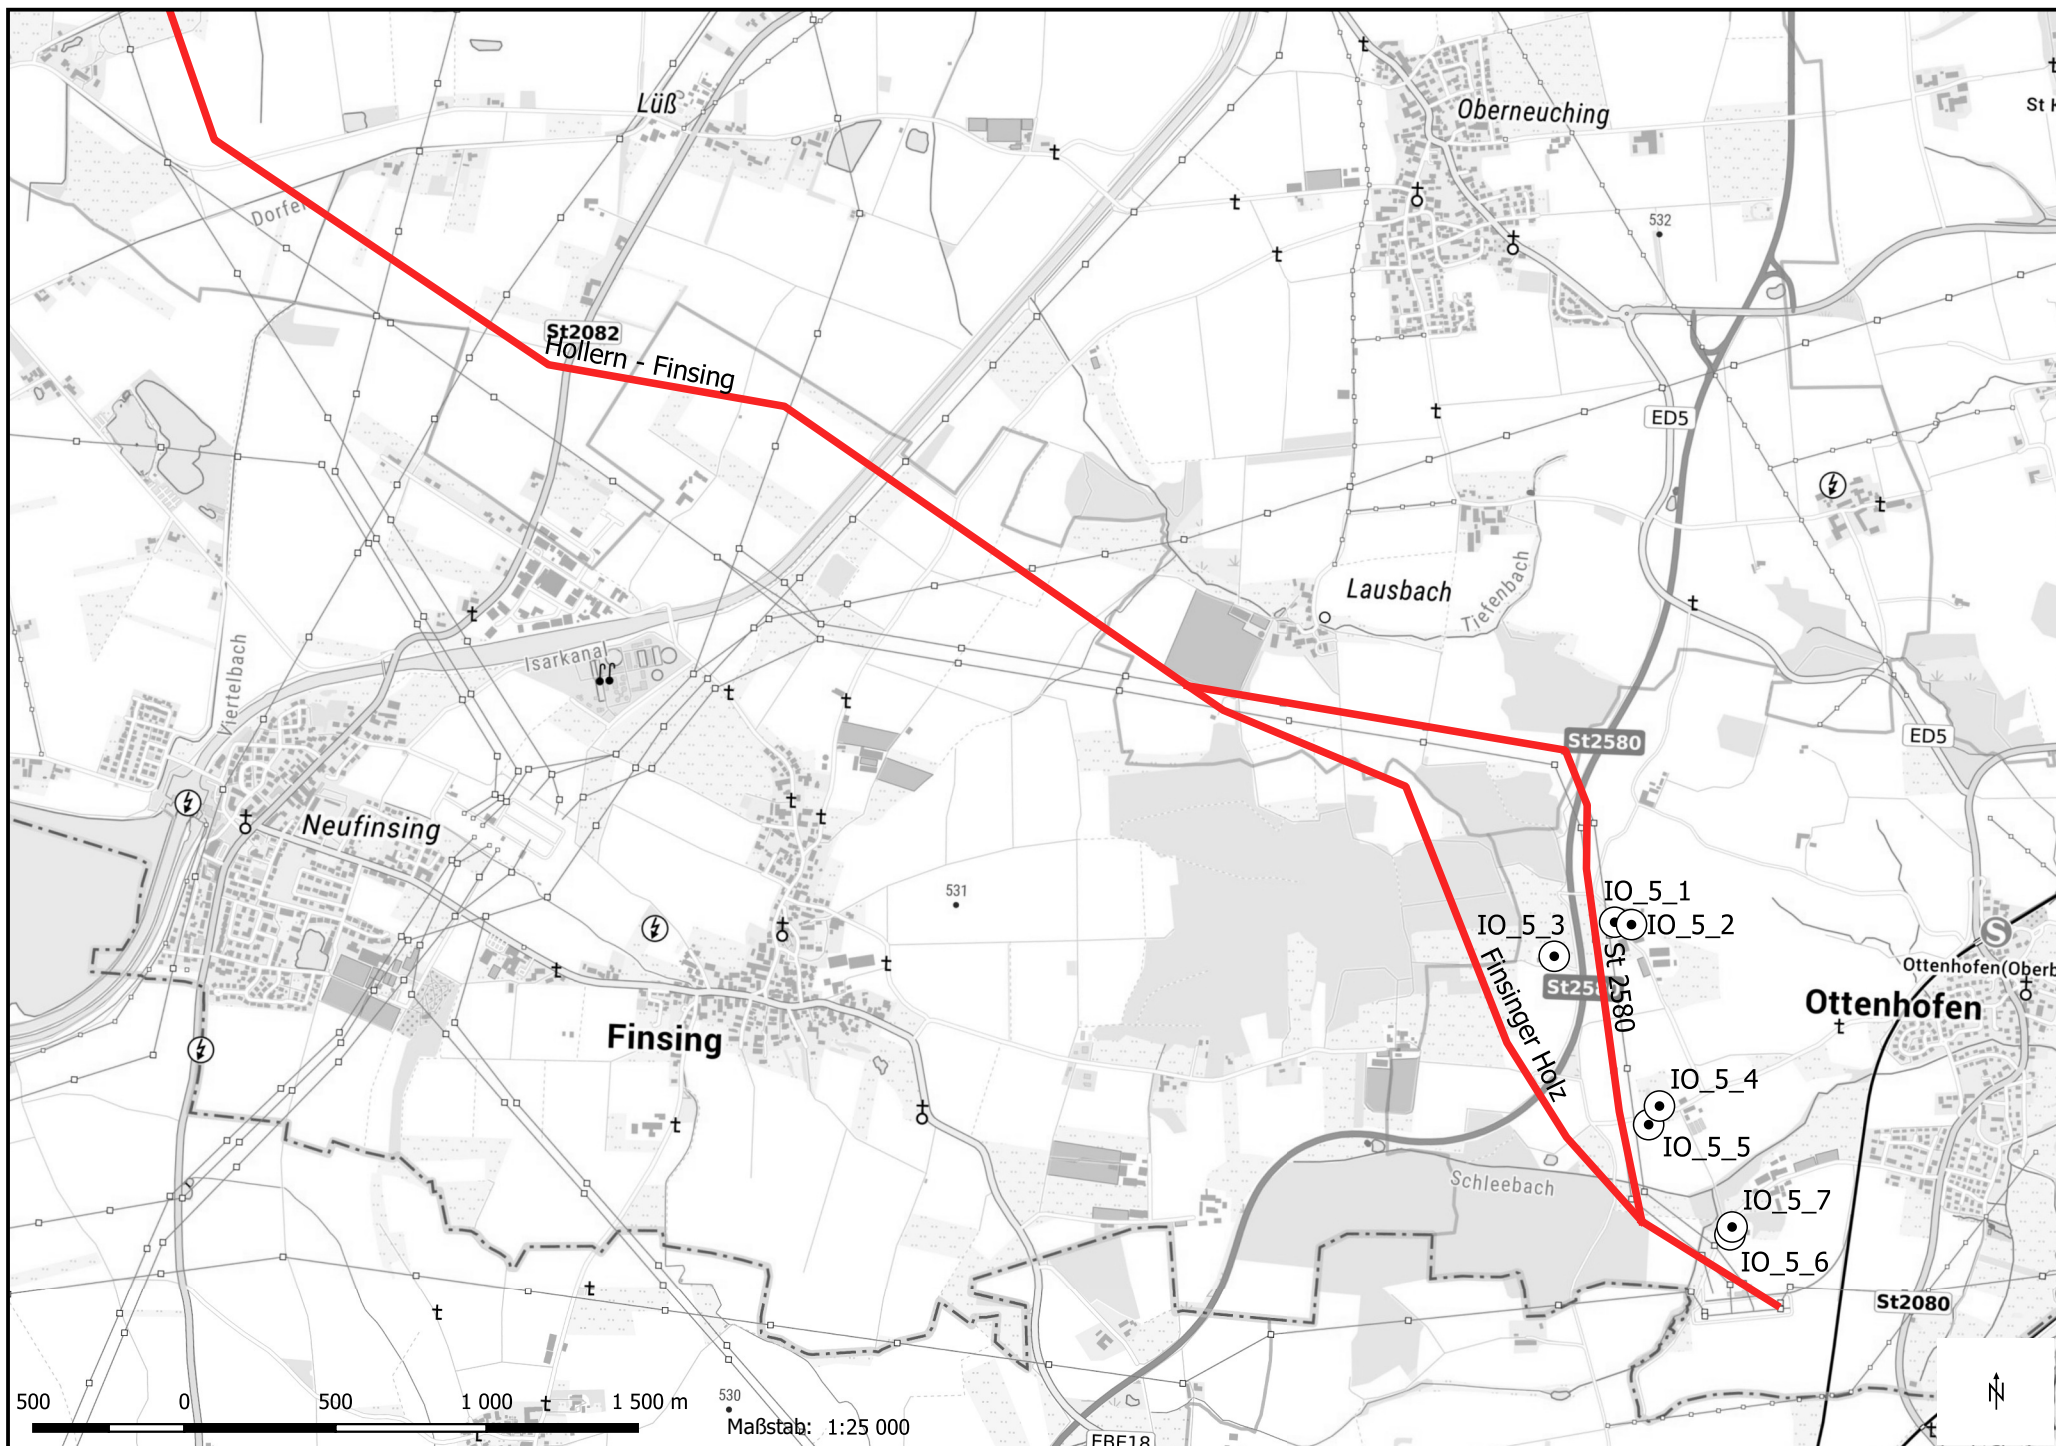 Lüß
Oberneuching
St
Dorfen
532
St2082
Hollern - Finsing
ED5
Lausbach
Tiefenbach
Isarkanal
Viertelbach
St2580
ED5
Neufinsing
531
IO_5_1
IO_5_3
IO_5_2
Finsinger Holz
St 2580
St258
Ottenhofen(Oberb
Ottenhofen
Finsing
IO_5_4
IO_5_5
Schleebach
IO_5_7
IO_5_6
St2080
500 0 500 1 000 1 500 m
530
Maßstab: 1:25 000
EBE18
N
S